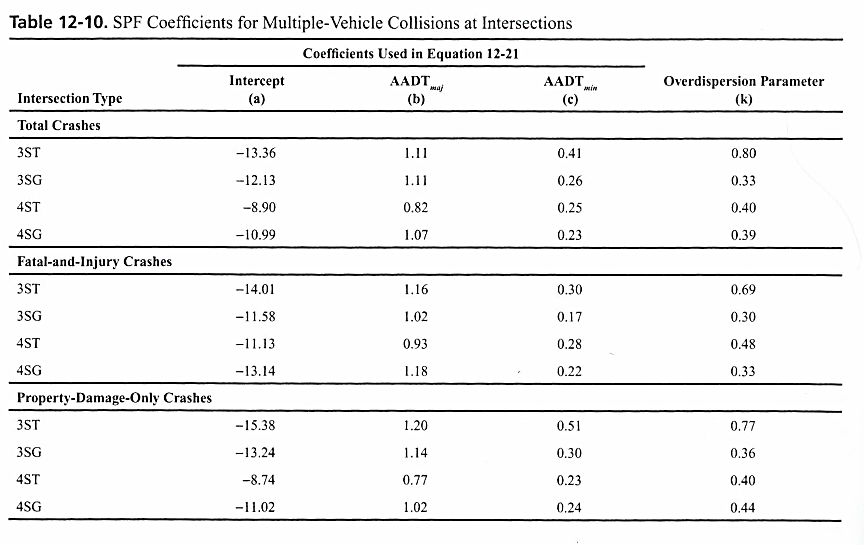 Table 12-10. SPF Coefficients for Multiple-Vehicle Collisions at Intersections
Coefficients Used in Equation 12-21
Intersection Type Intercept (a) AADTmaj (b) AADTmin (c) Overdispersion Parameter (k)
Total Crashes
3ST −13.36 1.11 0.41 0.80
3SG −12.13 1.11 0.26 0.33
4ST −8.90 0.82 0.25 0.40
4SG −10.99 1.07 0.23 0.39
Fatal-and-Injury Crashes
3ST −14.01 1.16 0.30 0.69
3SG −11.58 1.02 0.17 0.30
4ST −11.13 0.93 0.28 0.48
4SG −13.14 1.18 0.22 0.33
Property-Damage-Only Crashes
3ST −15.38 1.20 0.51 0.77
3SG −13.24 1.14 0.30 0.36
4ST −8.74 0.77 0.23 0.40
4SG −11.02 1.02 0.24 0.44